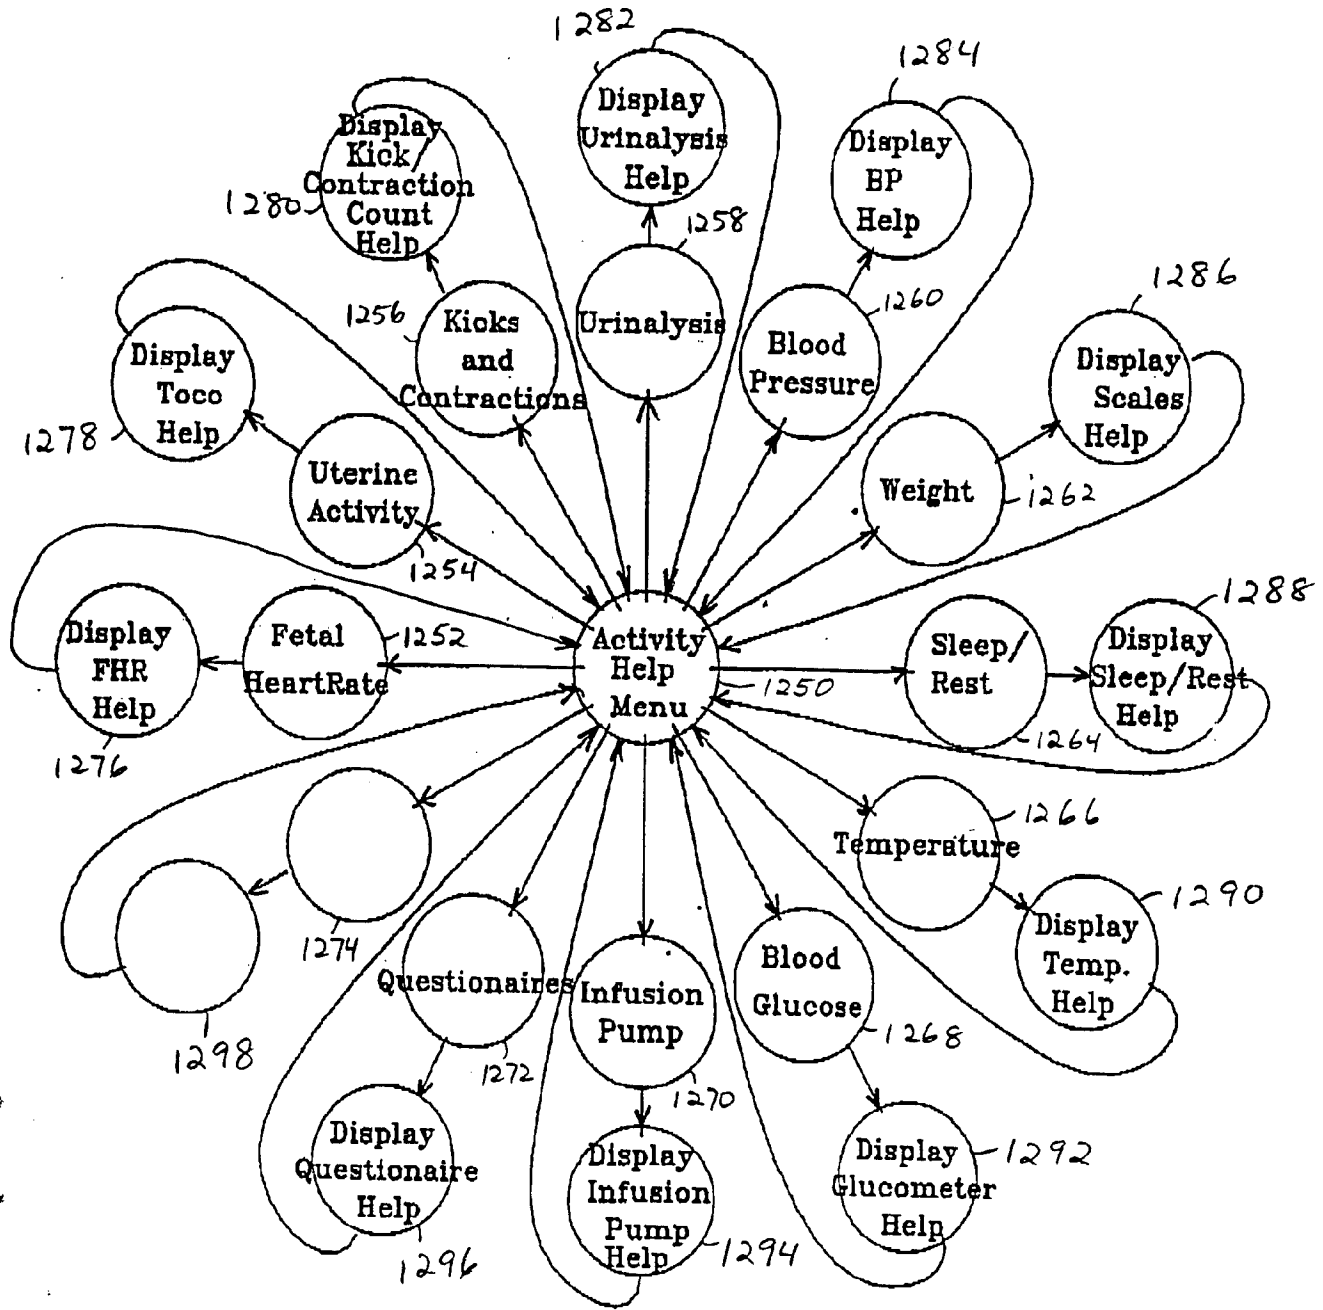 1282
Display
Urinalysis
Help
1284
Display
BP
Help
Display
Kick/
Contraction
Count
Help
1280
1258
Urinalysis
1286
Display
Scales
Help
1256
Kicks
and
Contractions
1260
Blood
Pressure
Display
Toco
Help
1278
Uterine
Activity
1254
Weight
1262
1288
Display
Sleep/Rest
Help
Display
FHR
Help
1276
Fetal
HeartRate
1252
Activity
Help
Menu
1250
Sleep/
Rest
1264
1266
Temperature
1290
Display
Temp.
Help
1274
1298
Questionaires
1272
Infusion
Pump
1270
Blood
Glucose
1268
Display
Questionaire
Help
1296
Display
Infusion
Pump
Help
1294
Display
Glucometer
Help
1292